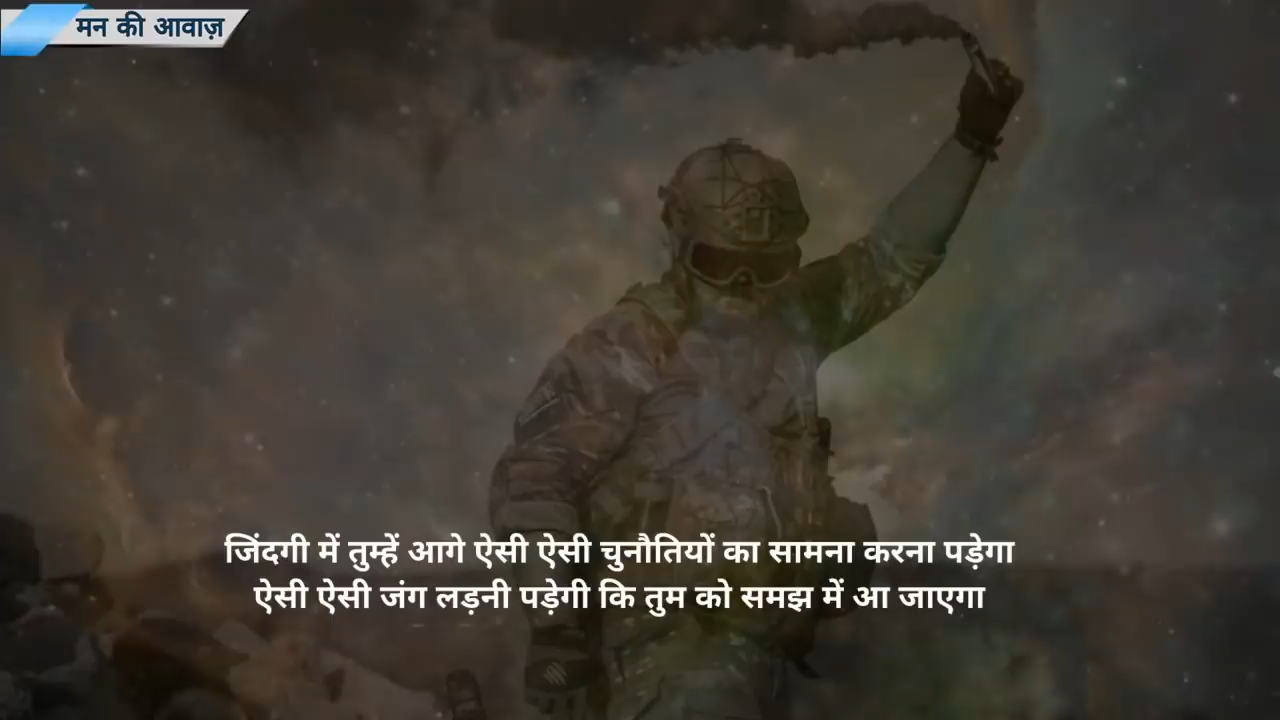 मन की आवाज़
जिंदगी में तुम्हें आगे ऐसी ऐसी चुनौतियों का सामना करना पड़ेगा
ऐसी ऐसी जंग लड़नी पड़ेगी कि तुम को समझ में आ जाएगा